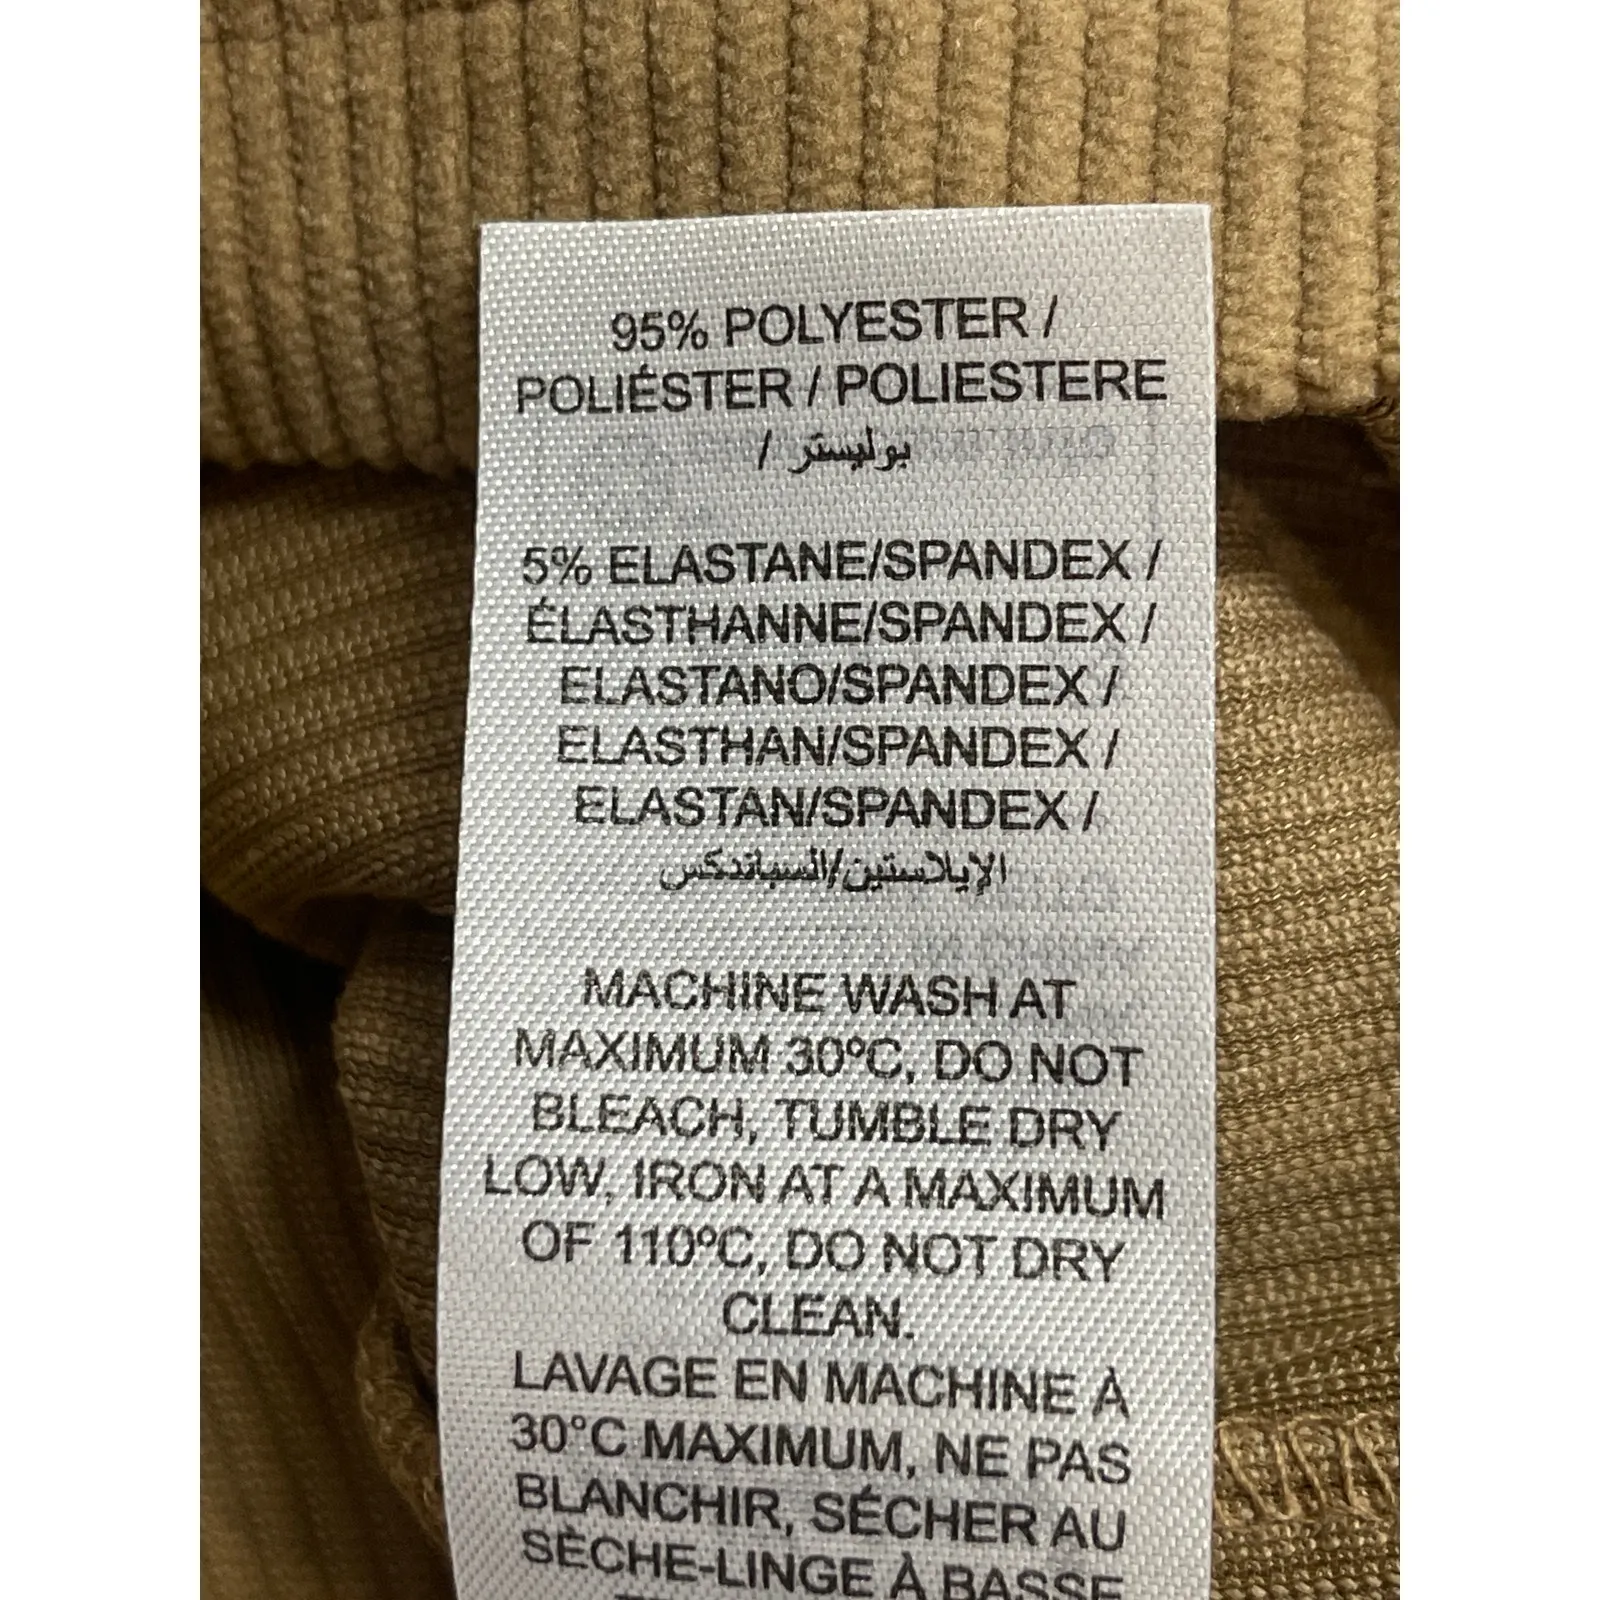 95% POLYESTER /
POLIÉSTER / POLIESTERE
بوليستر /
5% ELASTANE/SPANDEX /
ÉLASTHANNE/SPANDEX /
ELASTANO/SPANDEX /
ELASTHAN/SPANDEX /
ELASTAN/SPANDEX /
الإيلاستين/السباندكس
MACHINE WASH AT
MAXIMUM 30ºC, DO NOT
BLEACH, TUMBLE DRY
LOW, IRON AT A MAXIMUM
OF 110ºC, DO NOT DRY
CLEAN.
LAVAGE EN MACHINE À
30°C MAXIMUM, NE PAS
BLANCHIR, SÉCHER AU
SÈCHE-LINGE À BASSE